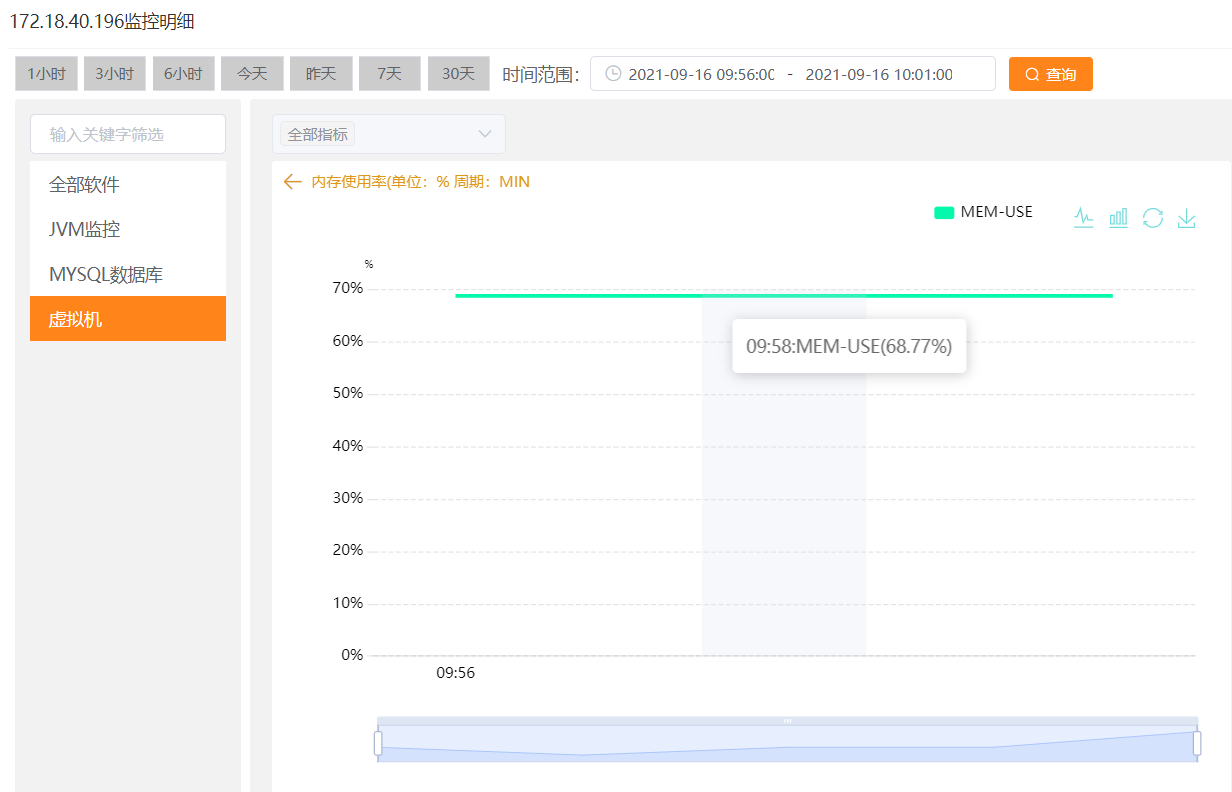 172.18.40.196监控明细
1小时 3小时 6小时 今天 昨天 7天 30天 时间范围： 2021-09-16 09:56:00 - 2021-09-16 10:01:00 查询
输入关键字筛选
全部软件
JVM监控
MYSQL数据库
虚拟机
全部指标
内存使用率(单位：% 周期：MIN
MEM-USE
%
70%
60%
09:58:MEM-USE(68.77%)
50%
40%
30%
20%
10%
0%
09:56